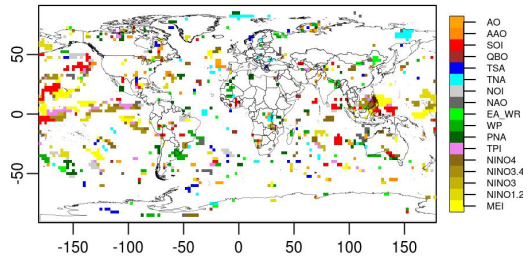 50
0
-50
-150
-100
-50
0
50
100
150
AO
AAO
SOI
QBO
TSA
TNA
NOI
NAO
EA_WR
WP
PNA
TPI
NINO4
NINO3.4
NINO3
NINO1.2
MEI